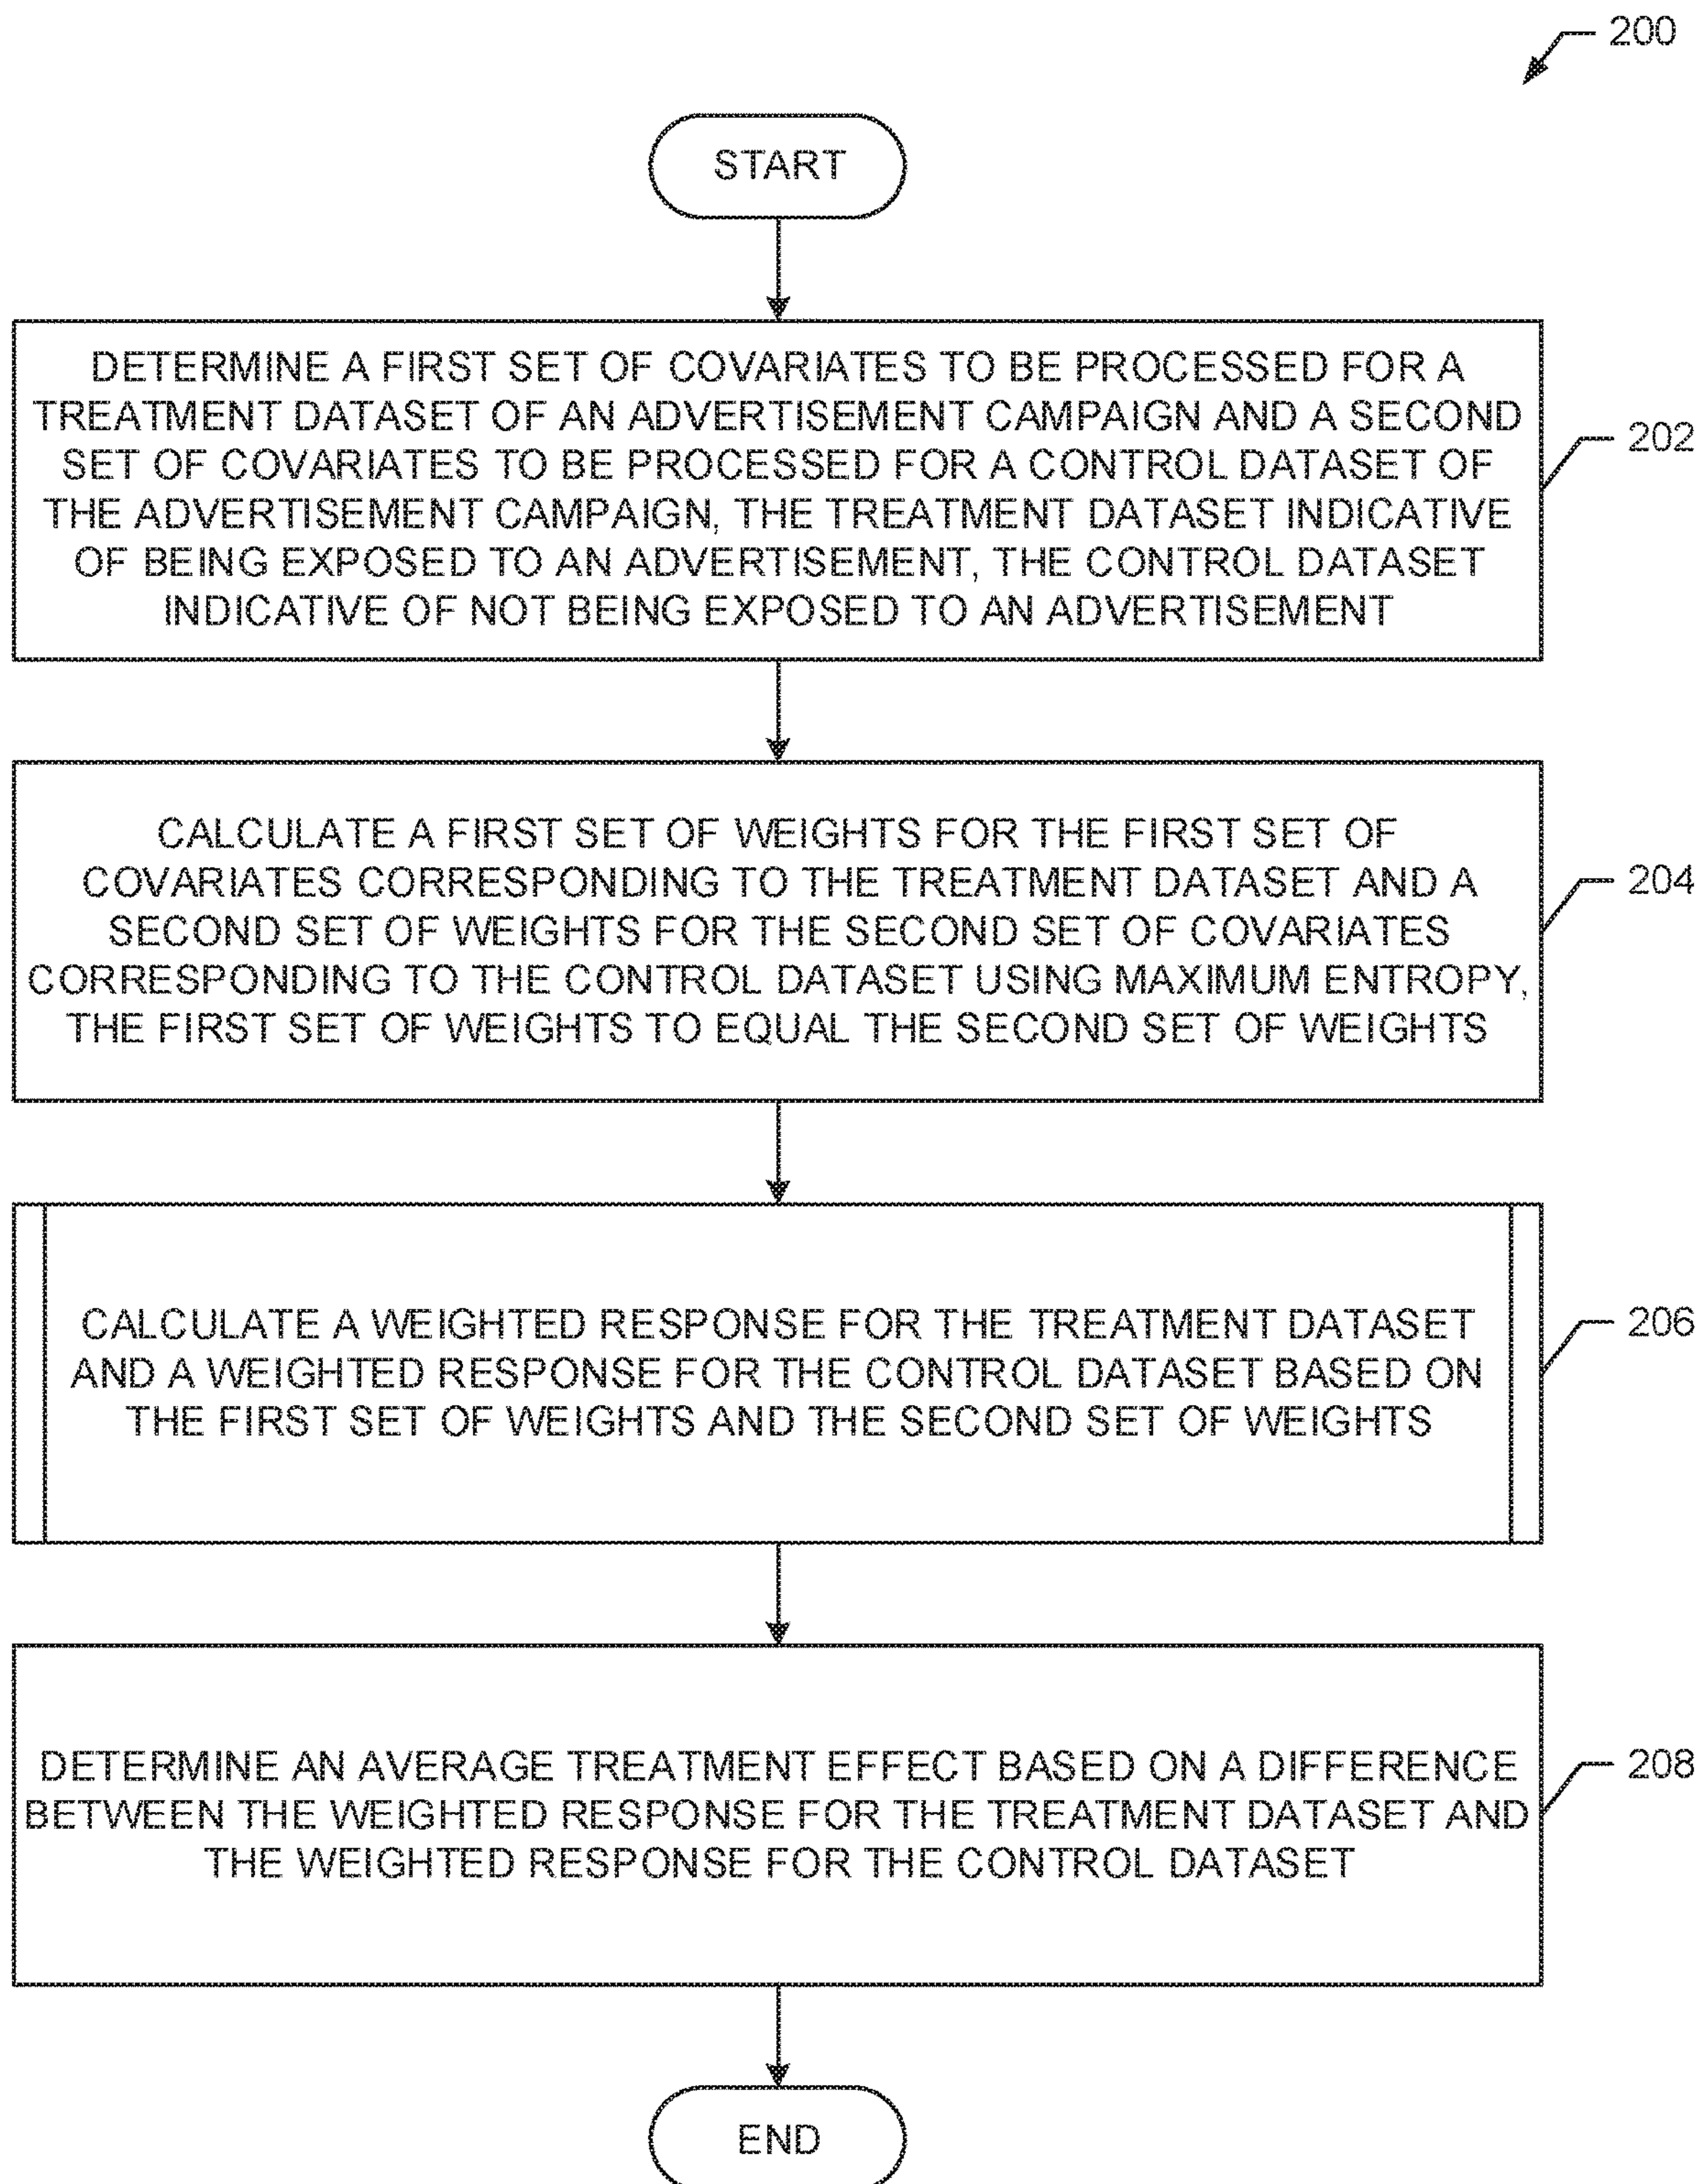 200
START
DETERMINE A FIRST SET OF COVARIATES TO BE PROCESSED FOR A
TREATMENT DATASET OF AN ADVERTISEMENT CAMPAIGN AND A SECOND
SET OF COVARIATES TO BE PROCESSED FOR A CONTROL DATASET OF
THE ADVERTISEMENT CAMPAIGN, THE TREATMENT DATASET INDICATIVE
OF BEING EXPOSED TO AN ADVERTISEMENT, THE CONTROL DATASET
INDICATIVE OF NOT BEING EXPOSED TO AN ADVERTISEMENT
202
CALCULATE A FIRST SET OF WEIGHTS FOR THE FIRST SET OF
COVARIATES CORRESPONDING TO THE TREATMENT DATASET AND A
SECOND SET OF WEIGHTS FOR THE SECOND SET OF COVARIATES
CORRESPONDING TO THE CONTROL DATASET USING MAXIMUM ENTROPY,
THE FIRST SET OF WEIGHTS TO EQUAL THE SECOND SET OF WEIGHTS
204
CALCULATE A WEIGHTED RESPONSE FOR THE TREATMENT DATASET
AND A WEIGHTED RESPONSE FOR THE CONTROL DATASET BASED ON
THE FIRST SET OF WEIGHTS AND THE SECOND SET OF WEIGHTS
206
DETERMINE AN AVERAGE TREATMENT EFFECT BASED ON A DIFFERENCE
BETWEEN THE WEIGHTED RESPONSE FOR THE TREATMENT DATASET AND
THE WEIGHTED RESPONSE FOR THE CONTROL DATASET
208
END